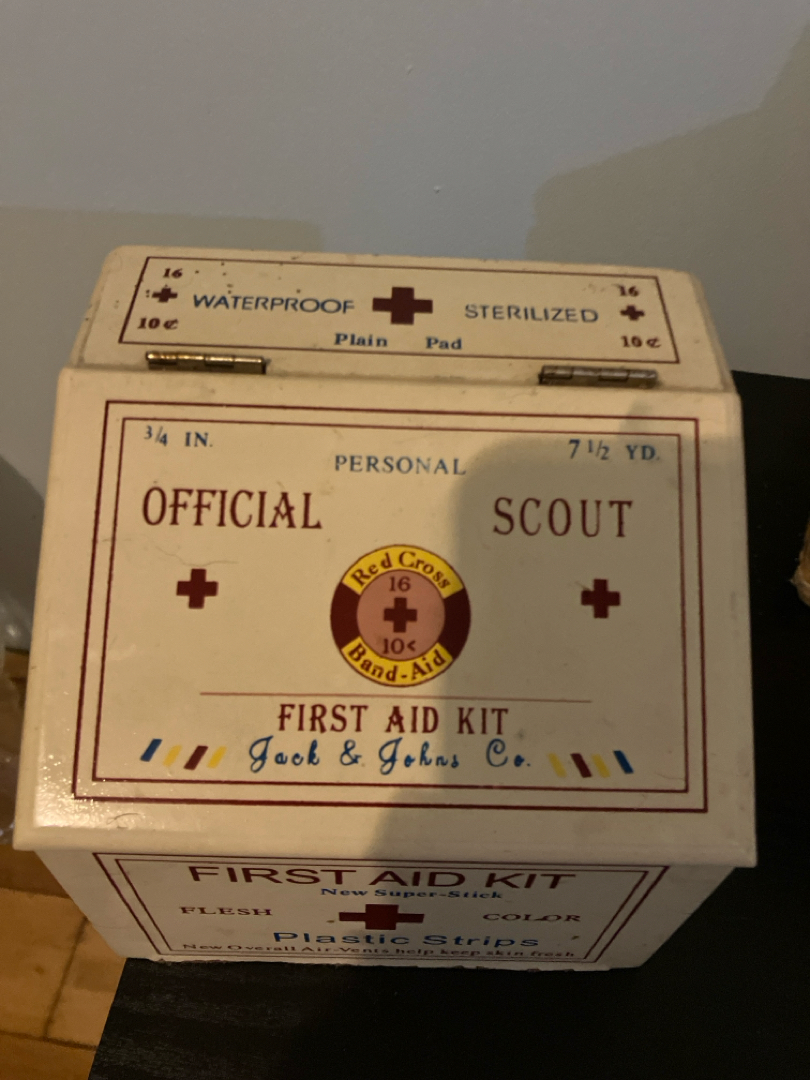 16 16
WATERPROOF STERILIZED
10¢ 10¢
Plain Pad
3/4 IN. 7 1/2 YD.
PERSONAL
OFFICIAL SCOUT
Red Cross
16
10¢
Band-Aid
FIRST AID KIT
Jack & Johns Co.
FIRST AID KIT
New Super-Stick
FLESH COLOR
Plastic Strips
New Overall Air-Vents help keep skin fresh